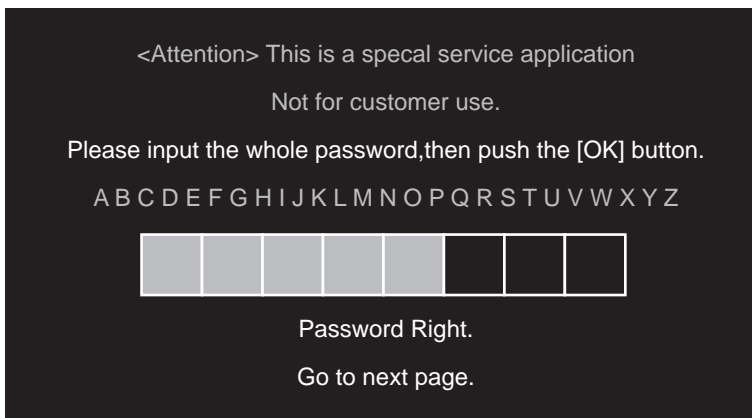 <Attention> This is a specal service application
Not for customer use.
Please input the whole password,then push the [OK] button.
A B C D E F G H I J K L M N O P Q R S T U V W X Y Z
Password Right.
Go to next page.